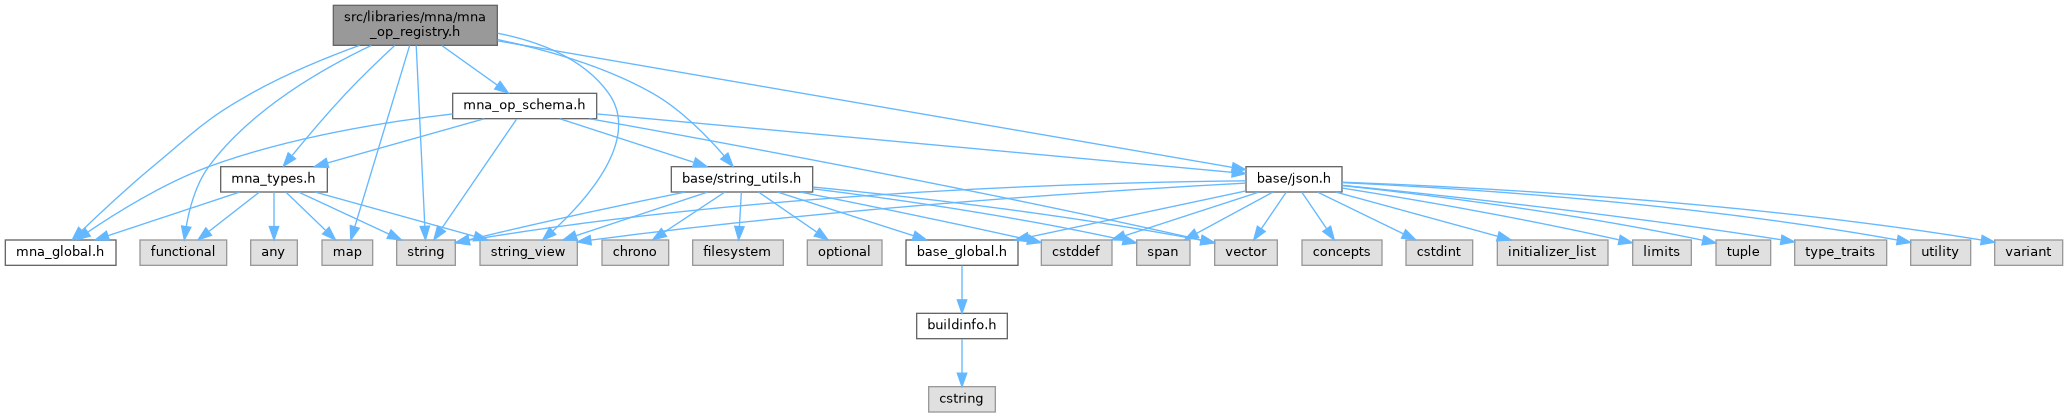 src/libraries/mna/mna
_op_registry.h
mna_op_schema.h
mna_types.h
base/string_utils.h
base/json.h
mna_global.h
functional
any
map
string
string_view
chrono
filesystem
optional
base_global.h
cstddef
span
vector
concepts
cstdint
initializer_list
limits
tuple
type_traits
utility
variant
buildinfo.h
cstring